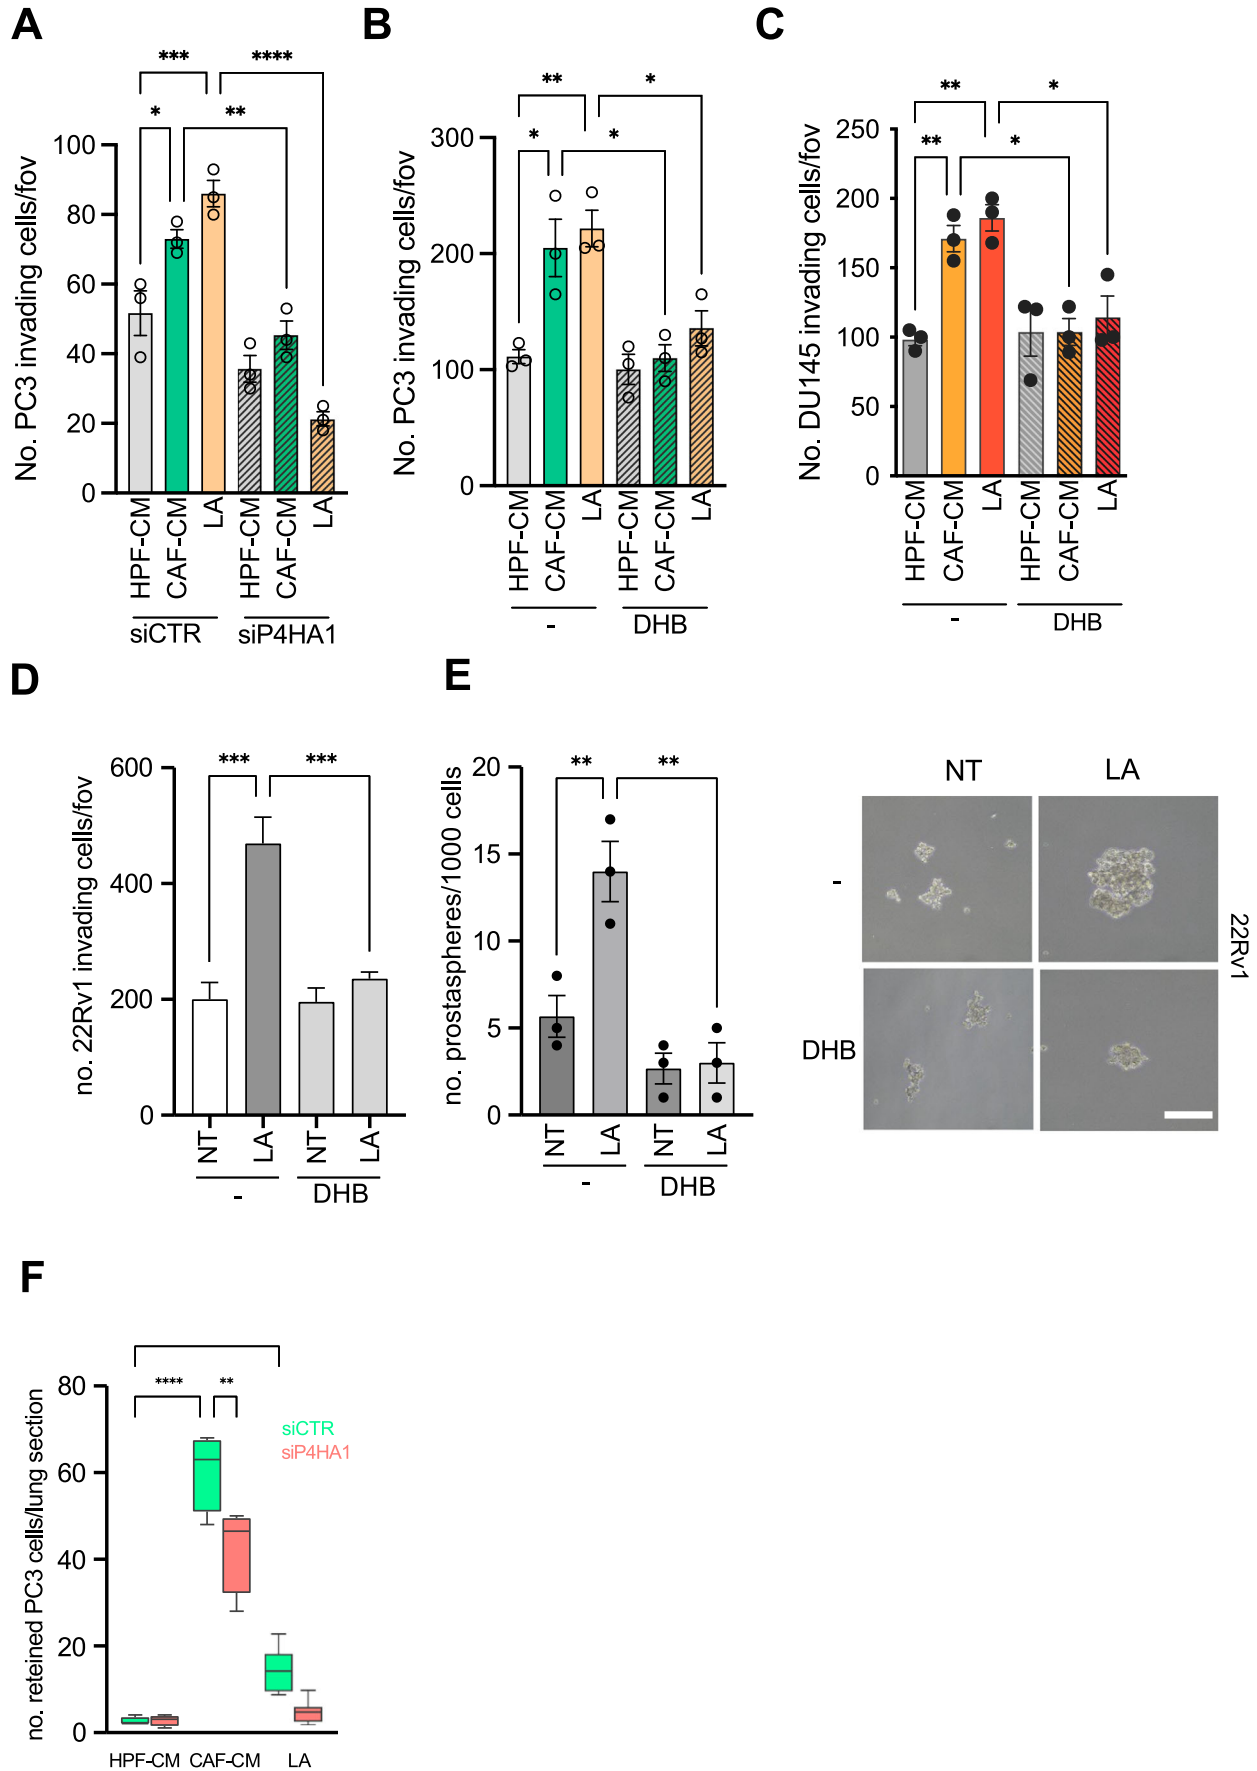 A
B
C
*** ****
* **
No. PC3 invading cells/fov
100
80
60
40
20
0
HPF-CM
CAF-CM
LA
HPF-CM
CAF-CM
LA
siCTR siP4HA1
** *
* *
No. PC3 invading cells/fov
300
200
100
0
HPF-CM
CAF-CM
LA
HPF-CM
CAF-CM
LA
- DHB
** *
** *
No. DU145 invading cells/fov
250
200
150
100
50
0
HPF-CM
CAF-CM
LA
HPF-CM
CAF-CM
LA
- DHB
D
E
*** ***
no. 22Rv1 invading cells/fov
600
400
200
0
NT
LA
NT
LA
- DHB
** **
no. prostaspheres/1000 cells
20
15
10
5
0
NT
LA
NT
LA
- DHB
NT LA
-
DHB
22Rv1
F
**** **
no. reteined PC3 cells/lung section
80
60
40
20
0
siCTR
siP4HA1
HPF-CM CAF-CM LA